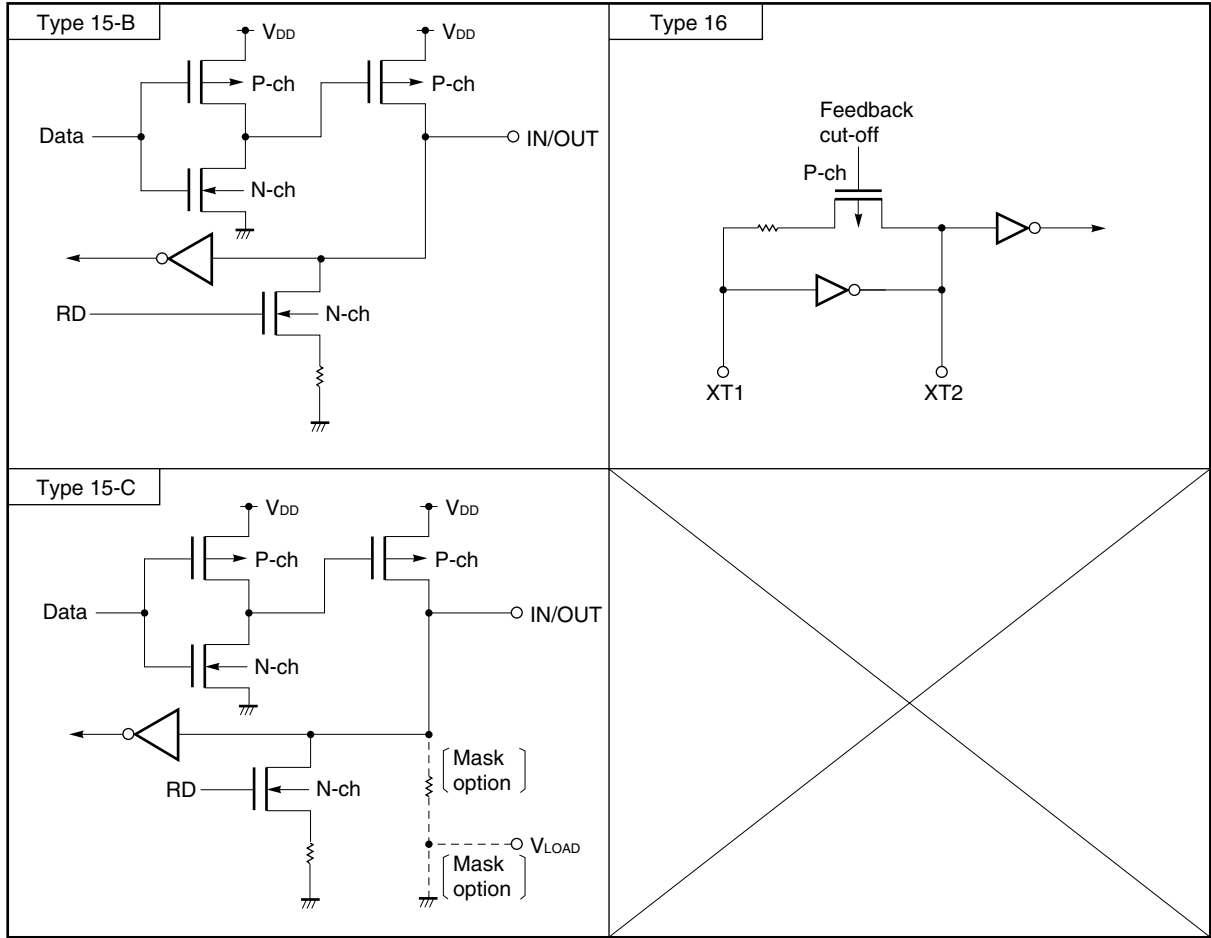 Type 15-B
VDD
VDD
P-ch
P-ch
Data
IN/OUT
N-ch
RD
N-ch
Type 16
Feedback
cut-off
P-ch
XT1
XT2
Type 15-C
VDD
VDD
P-ch
P-ch
Data
IN/OUT
N-ch
Mask
option
RD
N-ch
VLOAD
Mask
option